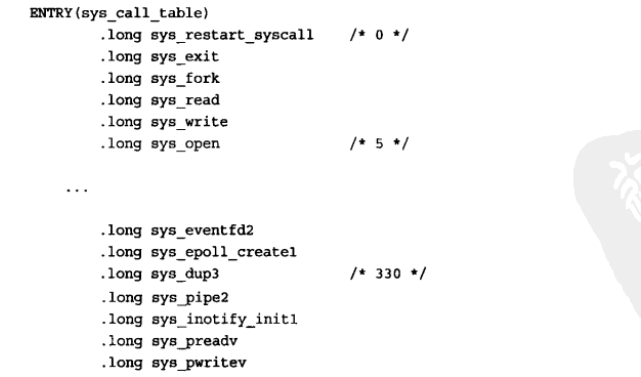 ENTRY(sys_call_table)
        .long sys_restart_syscall    /* 0 */
        .long sys_exit
        .long sys_fork
        .long sys_read
        .long sys_write
        .long sys_open               /* 5 */

    ...

        .long sys_eventfd2
        .long sys_epoll_create1
        .long sys_dup3               /* 330 */
        .long sys_pipe2
        .long sys_inotify_init1
        .long sys_preadv
        .long sys_pwritev